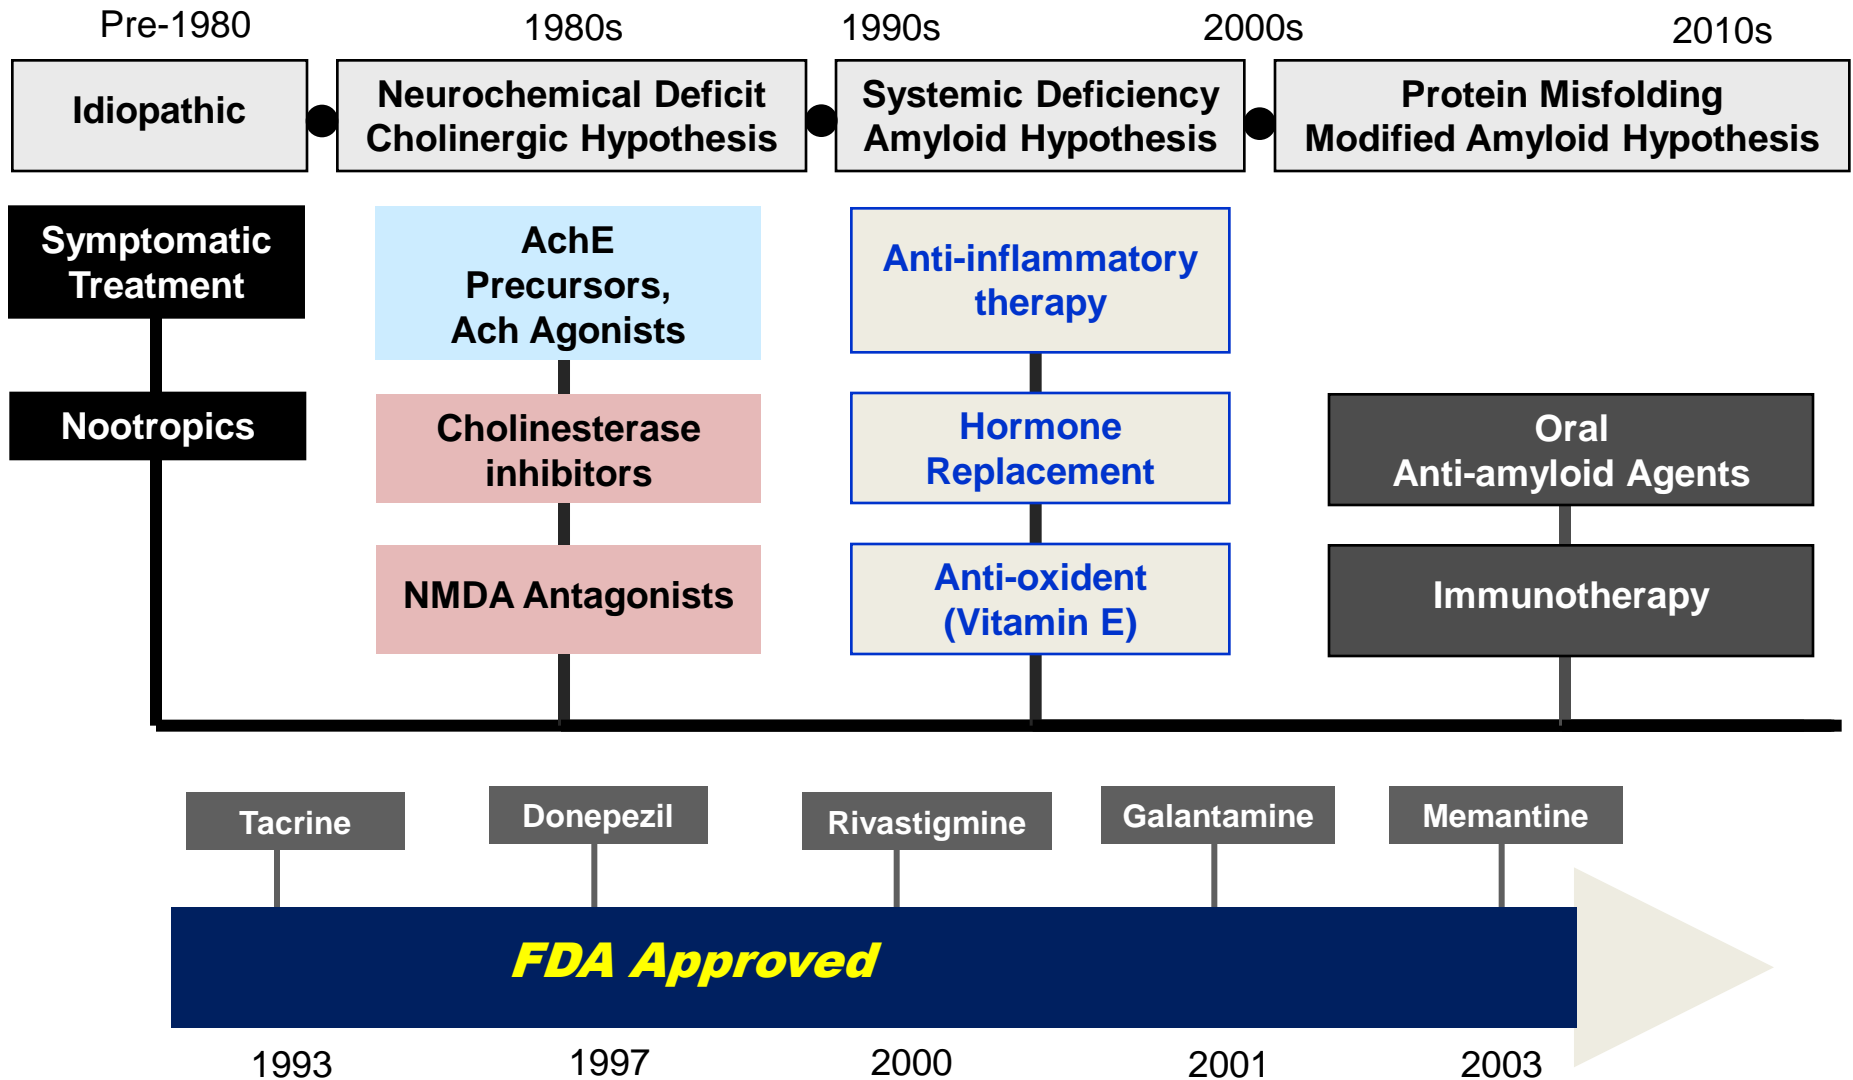 Pre-1980
1980s
1990s
2000s
2010s
Idiopathic
Neurochemical Deficit
Cholinergic Hypothesis
Systemic Deficiency
Amyloid Hypothesis
Protein Misfolding
Modified Amyloid Hypothesis
Symptomatic
Treatment
Nootropics
AchE
Precursors,
Ach Agonists
Cholinesterase
inhibitors
NMDA Antagonists
Anti-inflammatory
therapy
Hormone
Replacement
Anti-oxident
(Vitamin E)
Oral
Anti-amyloid Agents
Immunotherapy
Tacrine
Donepezil
Rivastigmine
Galantamine
Memantine
FDA Approved
1993
1997
2000
2001
2003